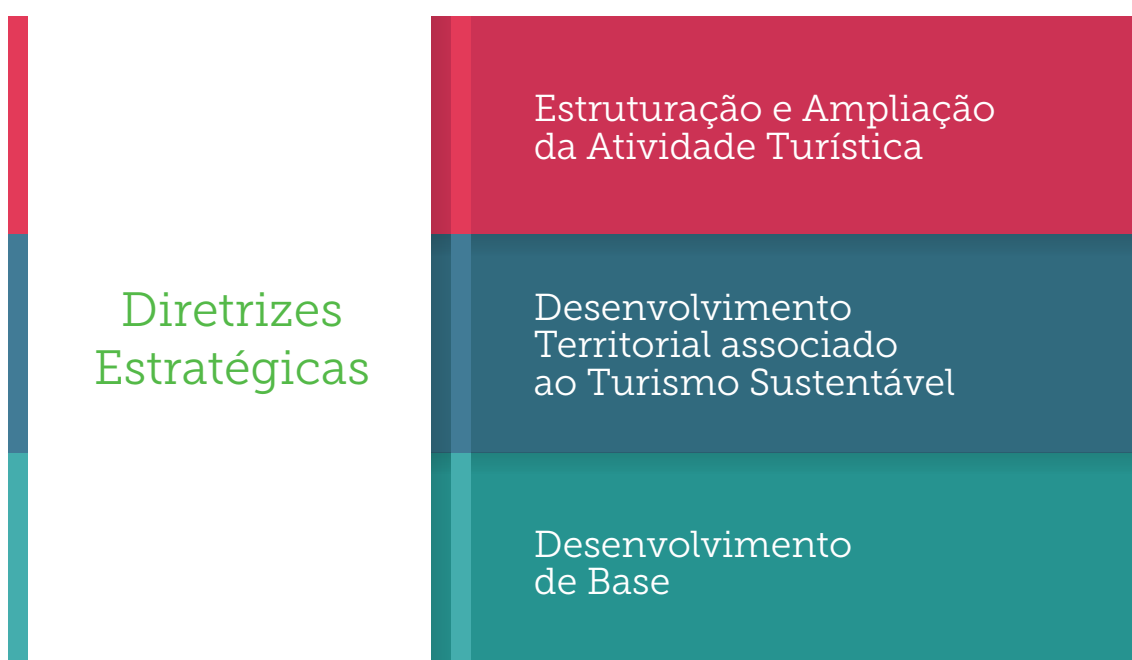 Diretrizes
Estratégicas
Estruturação e Ampliação
da Atividade Turística
Desenvolvimento
Territorial associado
ao Turismo Sustentável
Desenvolvimento
de Base